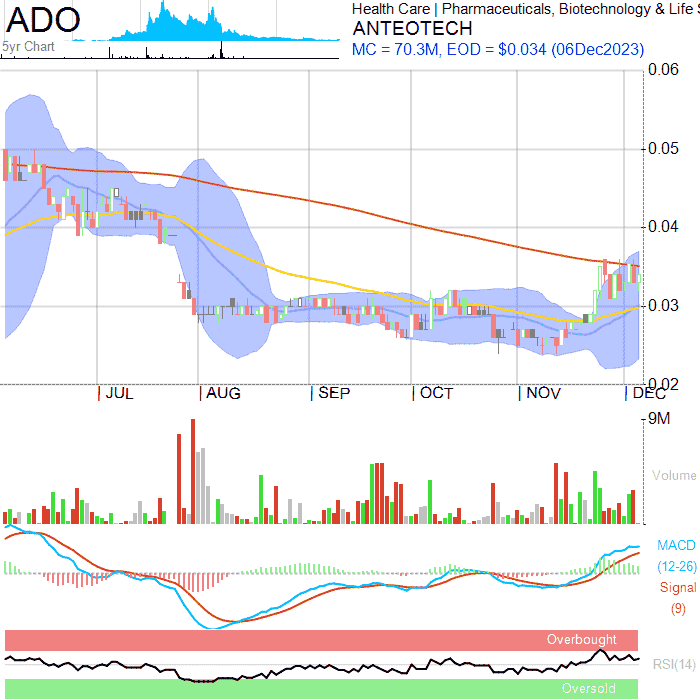 ADO
5yr Chart
Health Care | Pharmaceuticals, Biotechnology & Life S
ANTEOTECH
MC = 70.3M, EOD = $0.034 (06Dec2023)
0.06
0.05
0.04
0.03
0.02
JUL
AUG
SEP
OCT
NOV
DEC
9M
Volume
MACD
(12-26)
Signal
(9)
Overbought
RSI(14)
Oversold